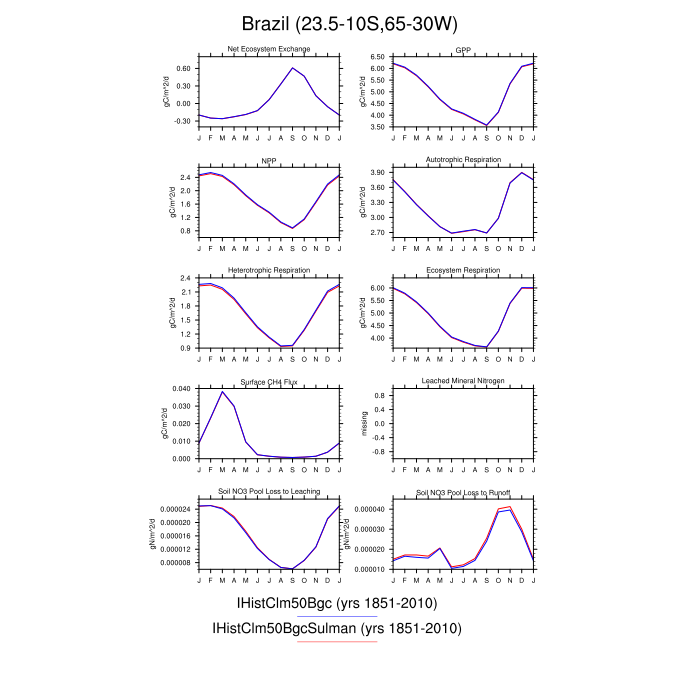 Brazil (23.5-10S,65-30W)
Net Ecosystem Exchange
gC/m^2/d
0.60
0.30
0.00
-0.30
J F M A M J J A S O N D J
GPP
gC/m^2/d
6.50
6.00
5.50
5.00
4.50
4.00
3.50
J F M A M J J A S O N D J
NPP
gC/m^2/d
2.4
2.0
1.6
1.2
0.8
J F M A M J J A S O N D J
Autotrophic Respiration
gC/m^2/d
3.90
3.60
3.30
3.00
2.70
J F M A M J J A S O N D J
Heterotrophic Respiration
gC/m^2/d
2.4
2.1
1.8
1.5
1.2
0.9
J F M A M J J A S O N D J
Ecosystem Respiration
gC/m^2/d
6.00
5.50
5.00
4.50
4.00
J F M A M J J A S O N D J
Surface CH4 Flux
gC/m^2/d
0.040
0.030
0.020
0.010
0.000
J F M A M J J A S O N D J
Leached Mineral Nitrogen
missing
0.8
0.4
-0.0
-0.4
-0.8
J F M A M J J A S O N D J
Soil NO3 Pool Loss to Leaching
gN/m^2/d
0.000024
0.000020
0.000016
0.000012
0.000008
J F M A M J J A S O N D J
Soil NO3 Pool Loss to Runoff
gN/m^2/d
0.000040
0.000030
0.000020
0.000010
J F M A M J J A S O N D J
IHistClm50Bgc (yrs 1851-2010)
IHistClm50BgcSulman (yrs 1851-2010)